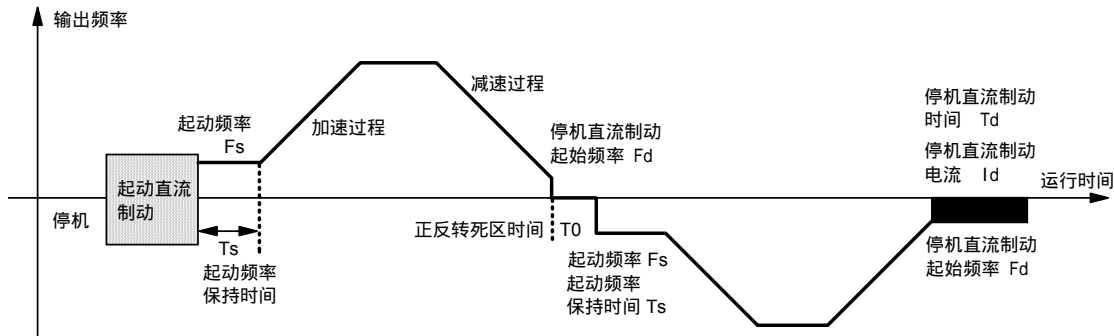 输出频率
起动频率
Fs
加速过程
减速过程
停机直流制动
起始频率 Fd
停机直流制动
时间 Td
停机直流制动
电流 Id
运行时间
停机
起动直流
制动
Ts
起动频率
保持时间
正反转死区时间 T0
起动频率 Fs
起动频率
保持时间 Ts
停机直流制动
起始频率 Fd